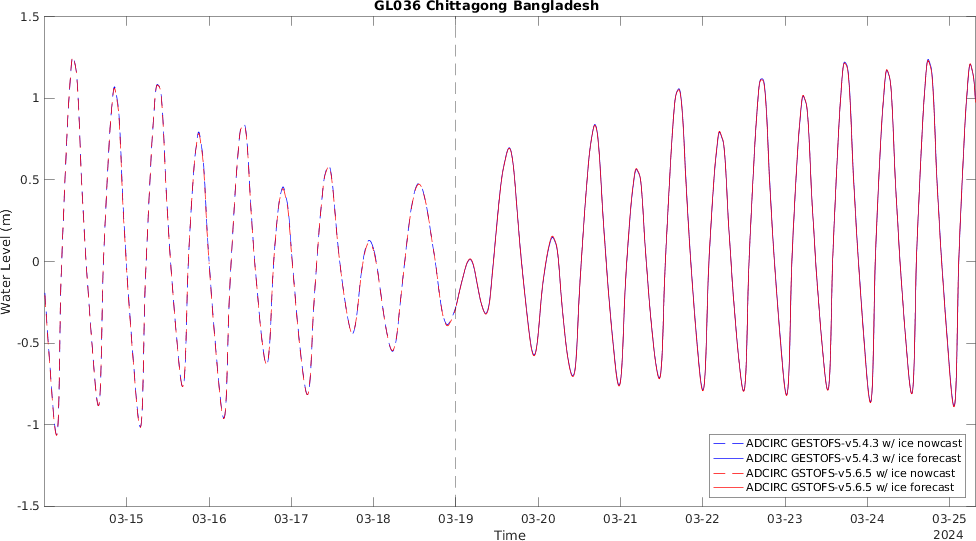 GL036 Chittagong Bangladesh
Water Level (m)
1.5
1
0.5
0
-0.5
-1
-1.5
ADCIRC GESTOFS-v5.4.3 w/ ice nowcast
ADCIRC GESTOFS-v5.4.3 w/ ice forecast
ADCIRC GSTOFS-v5.6.5 w/ ice nowcast
ADCIRC GSTOFS-v5.6.5 w/ ice forecast
03-15 03-16 03-17 03-18 03-19 03-20 03-21 03-22 03-23 03-24 03-25
2024
Time